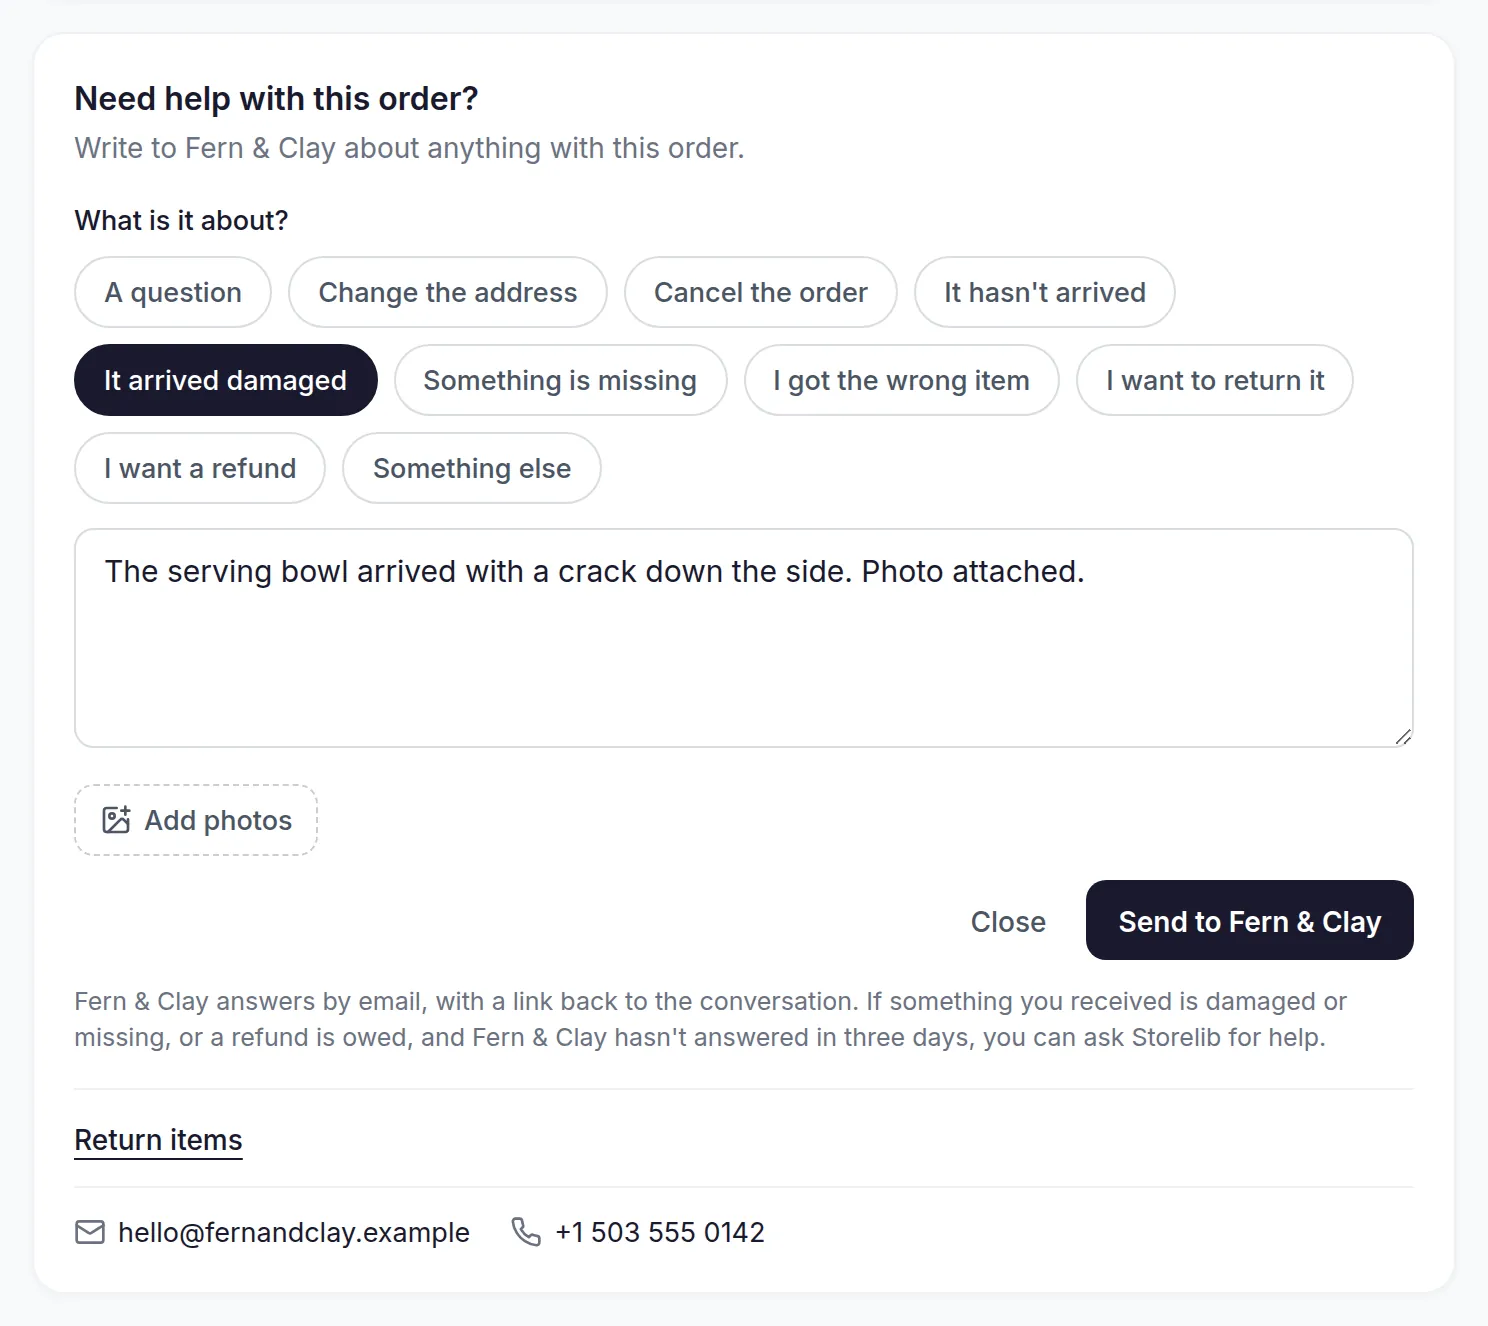 Need help with this order?
Write to Fern & Clay about anything with this order.
What is it about?
A question
Change the address
Cancel the order
It hasn't arrived
It arrived damaged
Something is missing
I got the wrong item
I want to return it
I want a refund
Something else
The serving bowl arrived with a crack down the side. Photo attached.
Add photos
Close
Send to Fern & Clay
Fern & Clay answers by email, with a link back to the conversation. If something you received is damaged or
missing, or a refund is owed, and Fern & Clay hasn't answered in three days, you can ask Storelib for help.
Return items
hello@fernandclay.example
+1 503 555 0142